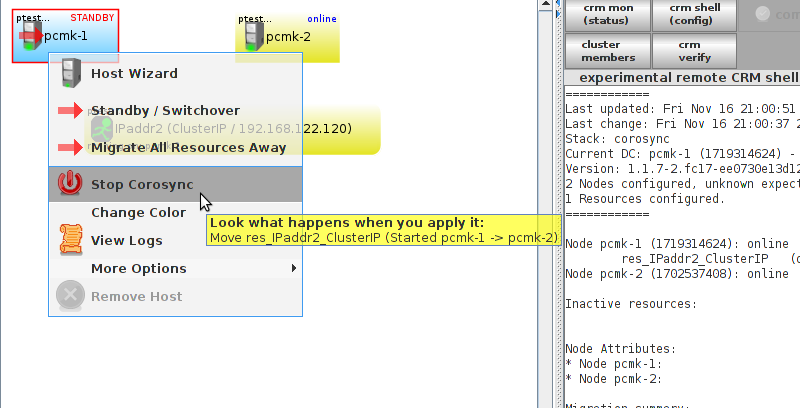 ptest... STANDBY
pcmk-1
ptest... online
pcmk-2
Host Wizard
Standby / Switchover
IPaddr2 (ClusterIP / 192.168.122.120)
Migrate All Resources Away
Stop Corosync
Change Color
View Logs
More Options
Remove Host
Look what happens when you apply it:
Move res_IPaddr2_ClusterIP (Started pcmk-1 -> pcmk-2)
crm mon
(status)
crm shell
(config)
com
cluster
members
crm
verify
experimental remote CRM shell
============
Last updated: Fri Nov 16 21:00:51
Last change: Fri Nov 16 21:00:37 2
Stack: corosync
Current DC: pcmk-1 (1719314624) -
Version: 1.1.7-2.fc17-ee0730e13d12
2 Nodes configured, unknown expect
1 Resources configured.
============
Node pcmk-1 (1719314624): online
res_IPaddr2_ClusterIP (o
Node pcmk-2 (1702537408): online
Inactive resources:
Node Attributes:
* Node pcmk-1:
* Node pcmk-2:
Migration summary: